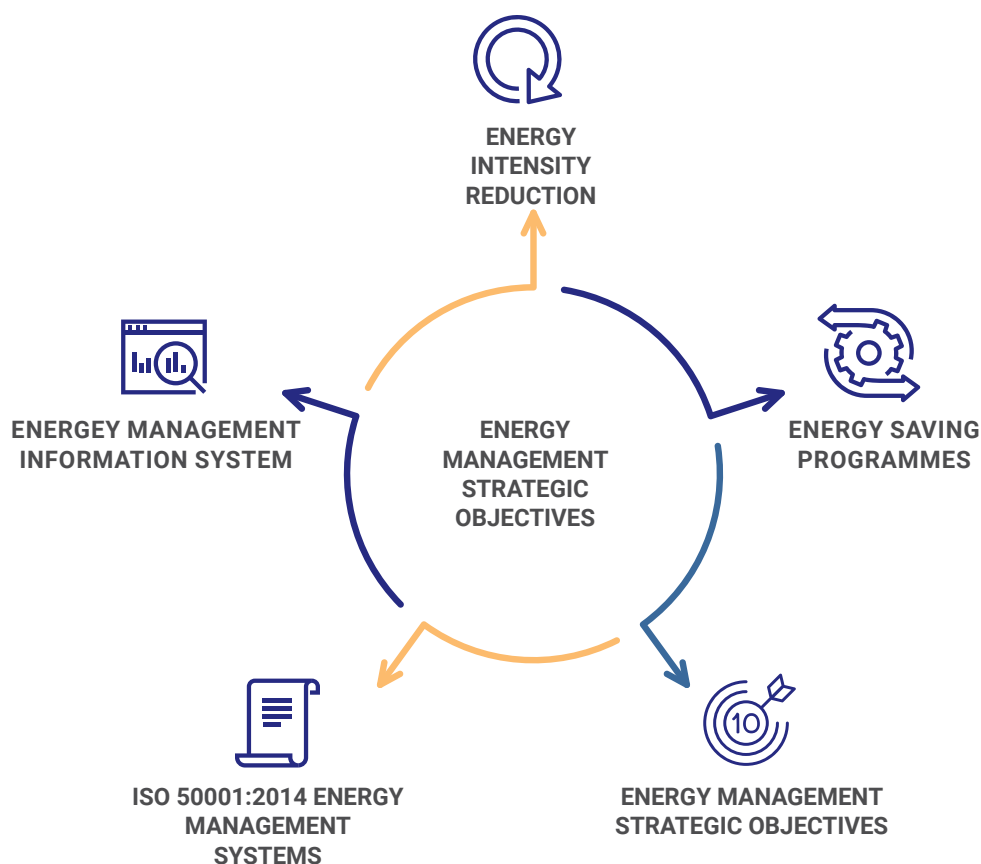 ENERGY
INTENSITY
REDUCTION
ENERGEY MANAGEMENT
INFORMATION SYSTEM
ENERGY
MANAGEMENT
STRATEGIC
OBJECTIVES
ENERGY SAVING
PROGRAMMES
10
ISO 50001:2014 ENERGY
MANAGEMENT
SYSTEMS
ENERGY MANAGEMENT
STRATEGIC OBJECTIVES